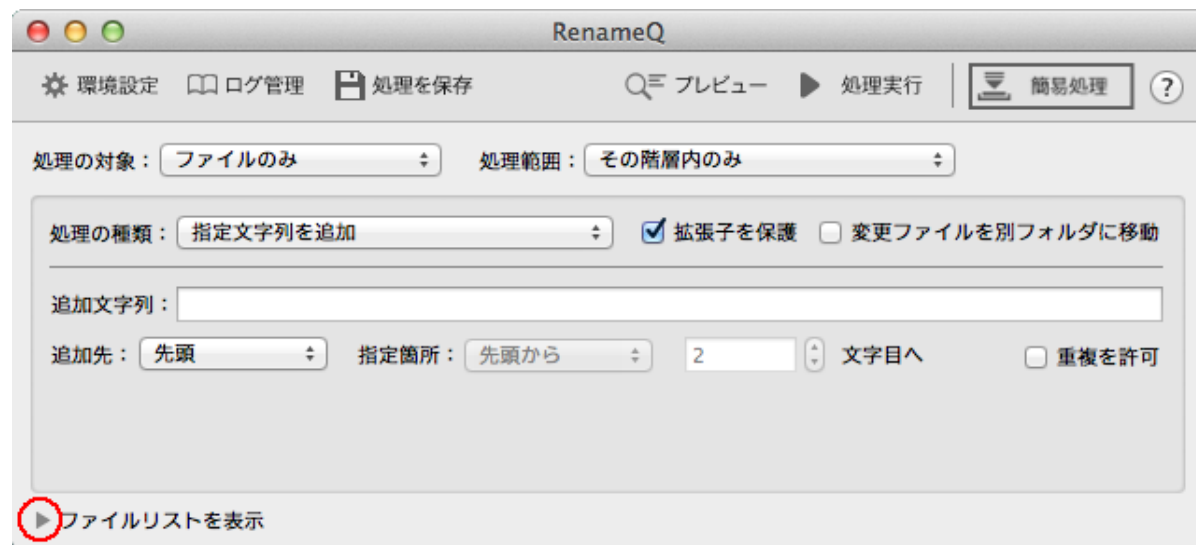 RenameQ
環境設定 ログ管理 処理を保存 プレビュー 処理実行 簡易処理 ?
処理の対象： ファイルのみ 処理範囲： その階層内のみ
処理の種類： 指定文字列を追加 拡張子を保護 変更ファイルを別フォルダに移動
追加文字列：
追加先： 先頭 指定箇所： 先頭から 2 文字目へ 重複を許可
ファイルリストを表示